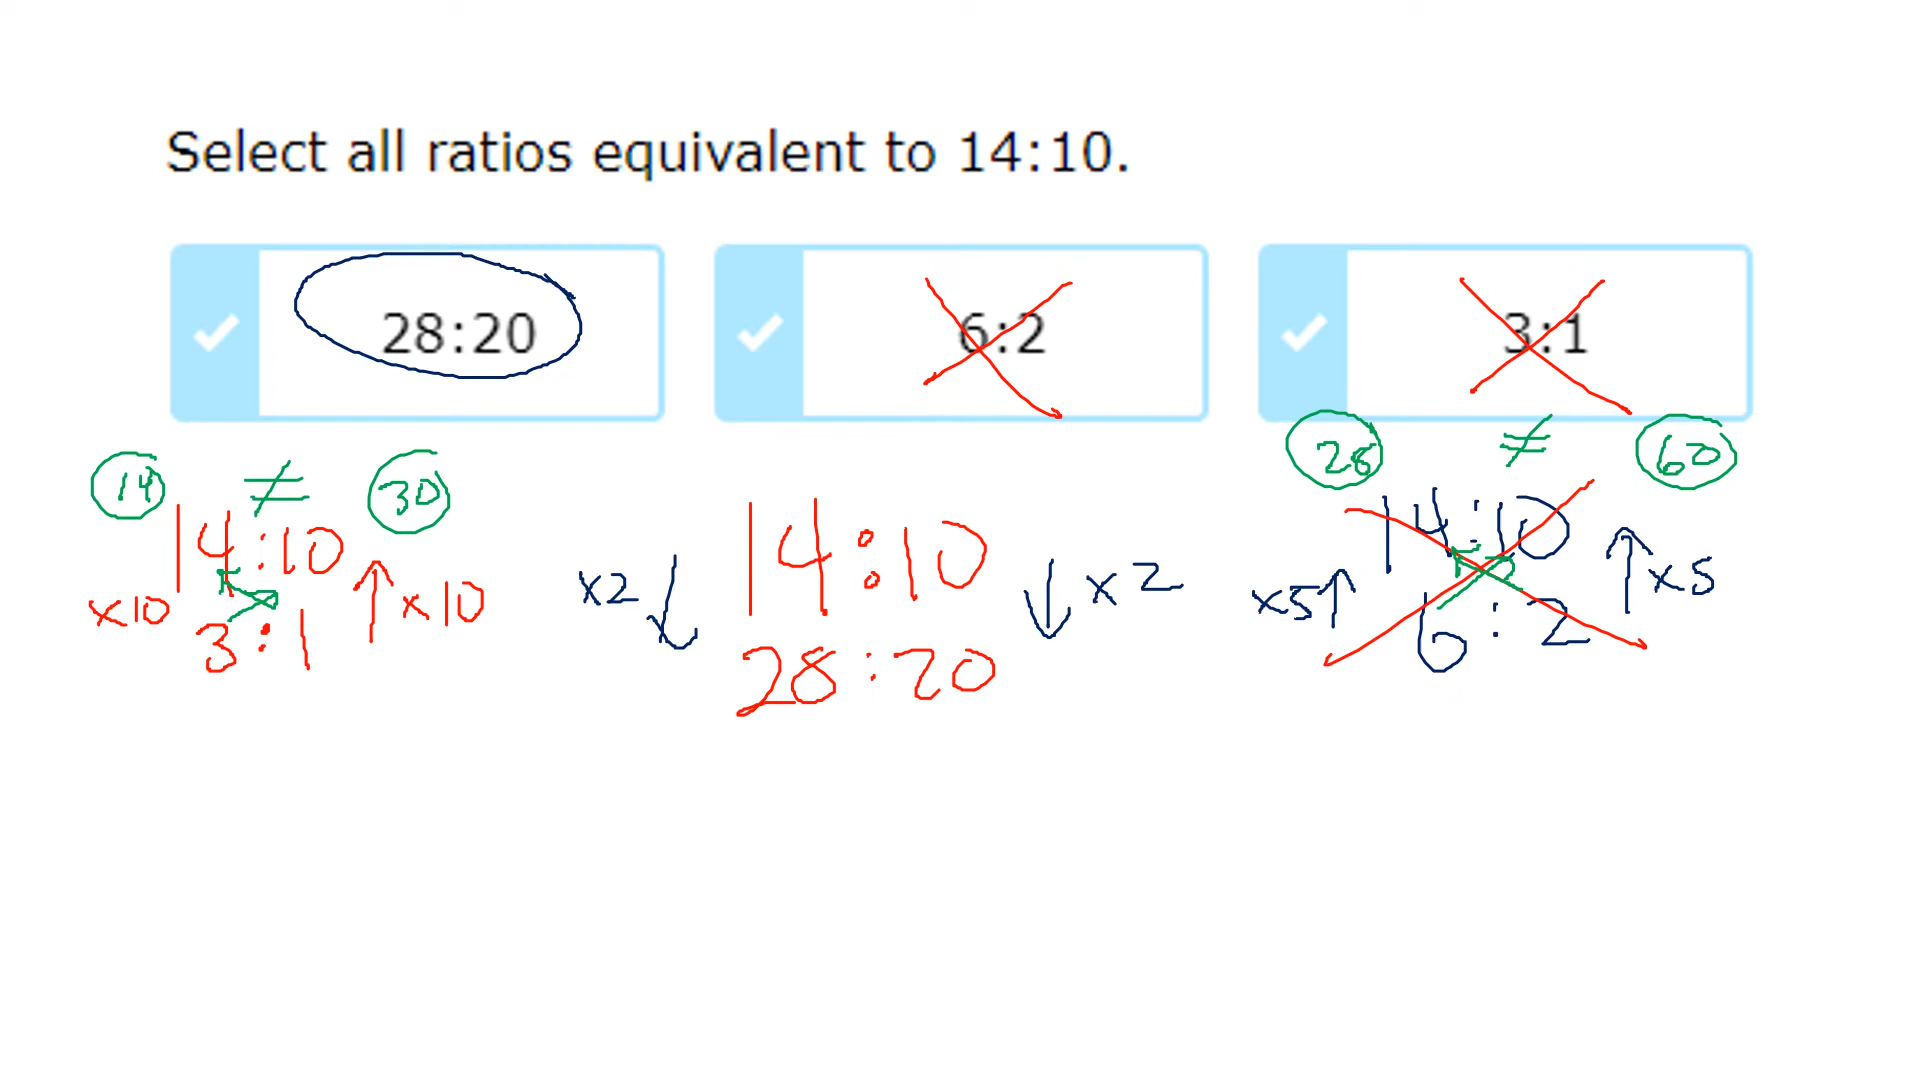 Select all ratios equivalent to 14:10.
28:20
6:2
3:1
14 ≠ 30
14:10
x10
x10
3:1
x2
14:10
x2
28:20
28 ≠ 60
14:10
x5
x5
6:2